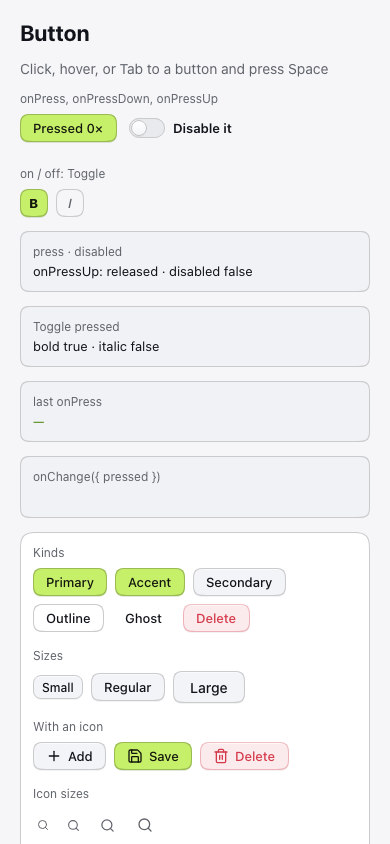 Button
Click, hover, or Tab to a button and press Space
onPress, onPressDown, onPressUp
Pressed 0×
Disable it
on / off: Toggle
B
I
press · disabled
onPressUp: released · disabled false
Toggle pressed
bold true · italic false
last onPress
—
onChange({ pressed })
Kinds
Primary
Accent
Secondary
Outline
Ghost
Delete
Sizes
Small
Regular
Large
With an icon
Add
Save
Delete
Icon sizes